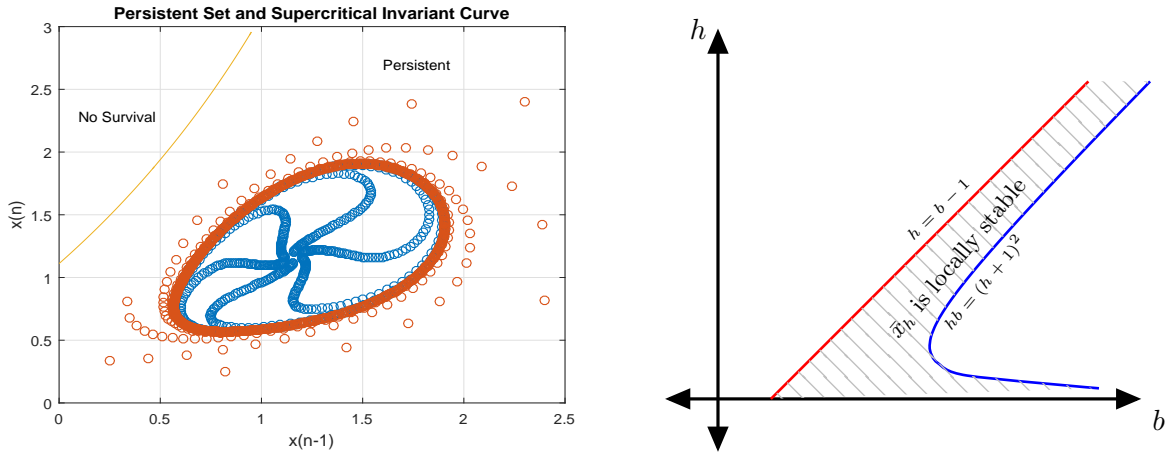 Persistent Set and Supercritical Invariant Curve
3
2.5
2
1.5
1
0.5
0
x(n)
No Survival
Persistent
0 0.5 1 1.5 2 2.5
x(n-1)
h
h = b − 1
x̄h is locally stable
hb = (h + 1)²
b